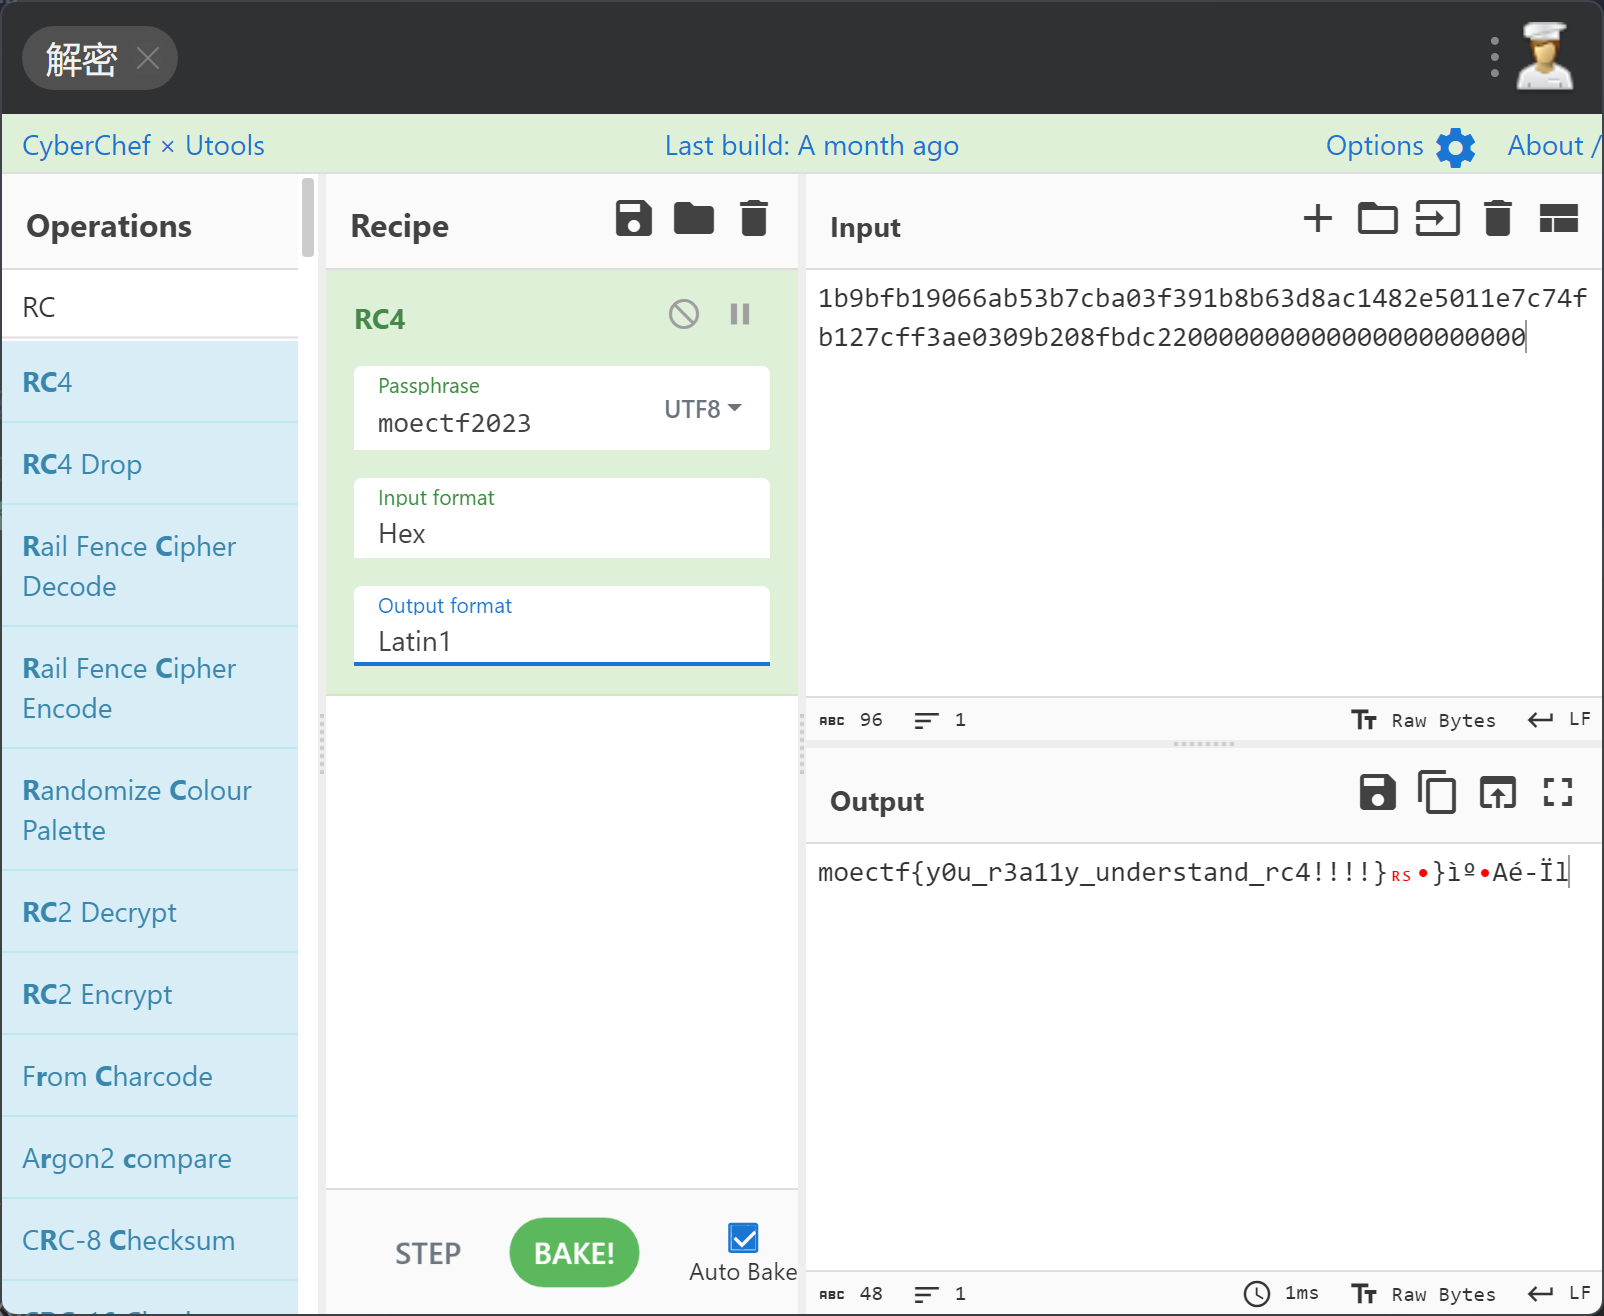 解密
CyberChef × Utools
Last build: A month ago
Options
About /
Operations
RC
RC4
RC4 Drop
Rail Fence Cipher
Decode
Rail Fence Cipher
Encode
Randomize Colour
Palette
RC2 Decrypt
RC2 Encrypt
From Charcode
Argon2 compare
CRC-8 Checksum
Recipe
RC4
Passphrase
moectf2023
UTF8
Input format
Hex
Output format
Latin1
STEP
BAKE!
Auto Bake
Input
1b9bfb19066ab53b7cba03f391b8b63d8ac1482e5011e7c74f
b127cff3ae0309b208fbdc220000000000000000000000
ABC 96
1
Raw Bytes
LF
Output
moectf{y0u_r3a11y_understand_rc4!!!!}RS•}ìº•Aé-Ïl
ABC 48
1
1ms
Raw Bytes
LF